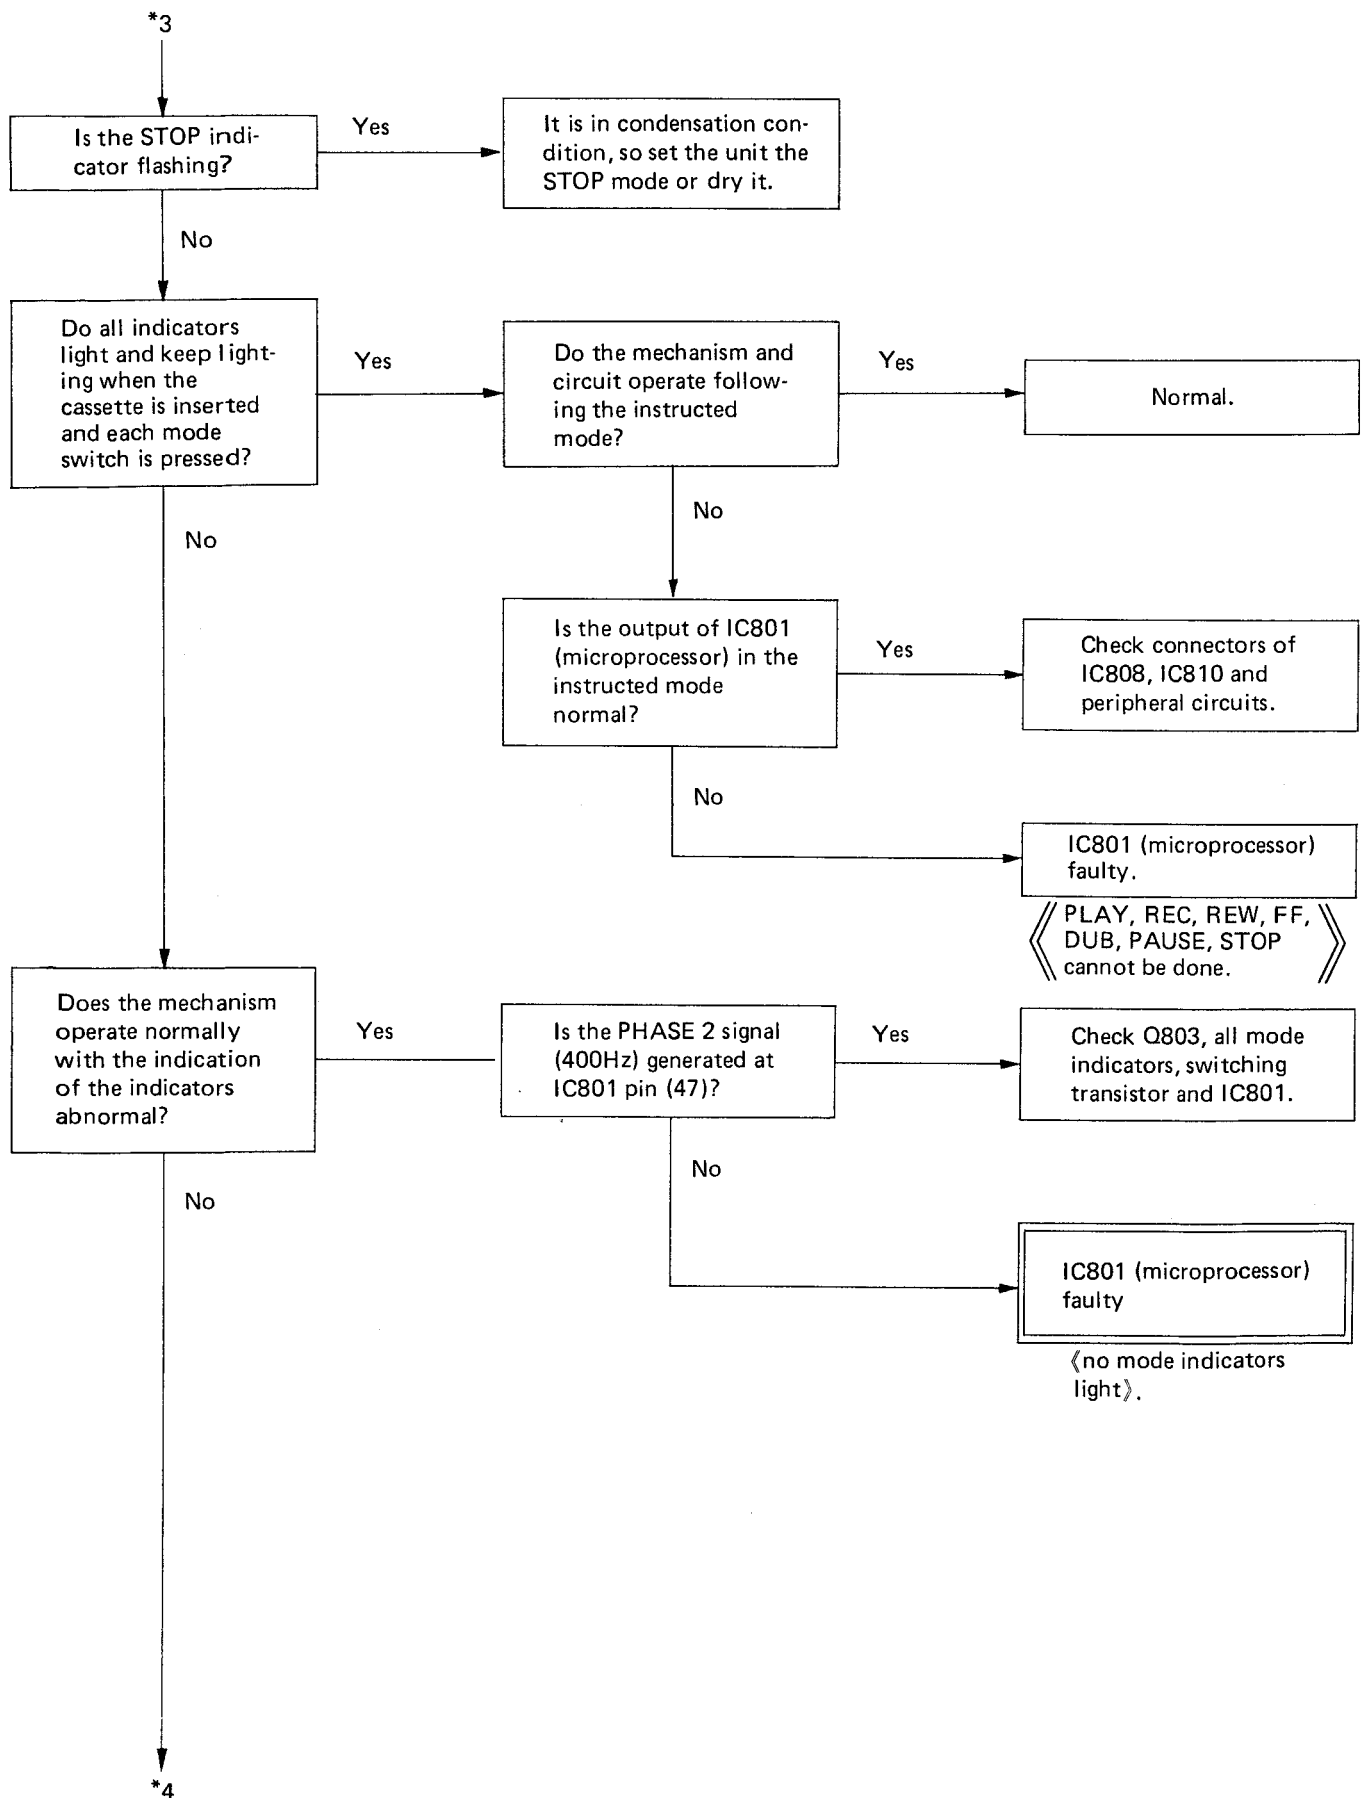 *3
Is the STOP indi-
cator flashing?
Yes
It is in condensation con-
dition, so set the unit the
STOP mode or dry it.
No
Do all indicators
light and keep light-
ing when the
cassette is inserted
and each mode
switch is pressed?
Yes
Do the mechanism and
circuit operate follow-
ing the instructed
mode?
Yes
Normal.
No
No
Is the output of IC801
(microprocessor) in the
instructed mode
normal?
Yes
Check connectors of
IC808, IC810 and
peripheral circuits.
No
IC801 (microprocessor)
faulty.
《PLAY, REC, REW, FF,
DUB, PAUSE, STOP
cannot be done.》
Does the mechanism
operate normally
with the indication
of the indicators
abnormal?
Yes
Is the PHASE 2 signal
(400Hz) generated at
IC801 pin (47)?
Yes
Check Q803, all mode
indicators, switching
transistor and IC801.
No
No
IC801 (microprocessor)
faulty
《no mode indicators
light》.
*4